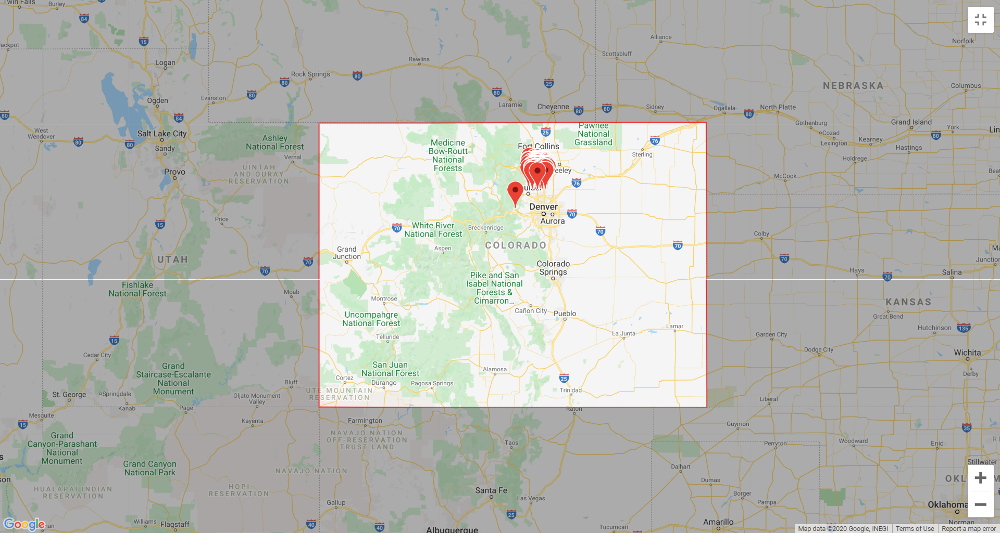 Twin Falls
Burley
84
84
15
Jackpot
Logan
Rock Springs
80
80
Rawlins
25
Alliance
Scottsbluff
Norfolk
NEBRASKA
Columbus
Ogden
Evanston
80
80
Laramie
Cheyenne
80
80
Sidney
Ogallala
80
North Platte
80
84
West
Wendover
80
80
Salt Lake City
Sandy
Ashley
National Forest
Vernal
Gothenburg
Cozad
Lexington
Kearney
Grand Island
York
80
Lin
Hastings
Holdrege
Provo
UINTAH
AND OURAY
RESERVATION
Medicine
Bow-Routt
National
Forests
25
Fort Collins
Pawnee
National
Grassland
76
Sterling
eeley
76
ulder
McCook
Beat
Denver
Aurora
70
70
Price
15
70
White River
National Forest
Breckenridge
Aspen
COLORADO
70
Colby
70
Hays
70
Salina
Ma
Junction
Grand
Junction
UTAH
70
70
Colorado
Springs
Fishlake
National Forest
Moab
Pike and San
Isabel National
Forests &
Cimarron...
Montrose
Cañon City
Pueblo
KANSAS
Great Bend
Uncompahgre
National Forest
Telluride
La Junta
Lamar
Garden City
Hutchinson
135
15
Cedar City
Dodge City
Wichita
Derby
Grand
Staircase-Escalante
National
Monument
San Juan
National Forest
Cortez
Durango
Pagosa Springs
Alamosa
25
Trinidad
Bluff
UTE MOUNTAIN
RESERVATION
St. George
Springdale
Kanab
Oljato-Monument
Valley
Page
Raton
Liberal
Mesquite
15
Kayenta
Farmington
Guymon
35
Grand
Canyon-Parashant
National
Monument
NAVAJO NATION
OFF-RESERVATION
TRUST LAND
Taos
Perryton
Woodward
Enid
Grand Canyon
National Park
NAVAJO NATION
Dalhart
Stillwater
Dumas
HUALAPAI INDIAN
RESERVATION
HOPI
RESERVATION
Santa Fe
Las Vegas
Borger
Pampa
Oklahoma
Gallup
25
Williams
Flagstaff
40
40
Albuquerque
Tucumcari
Amarillo
Norman
Google
Map data ©2020 Google, INEGI
Terms of Use
Report a map error